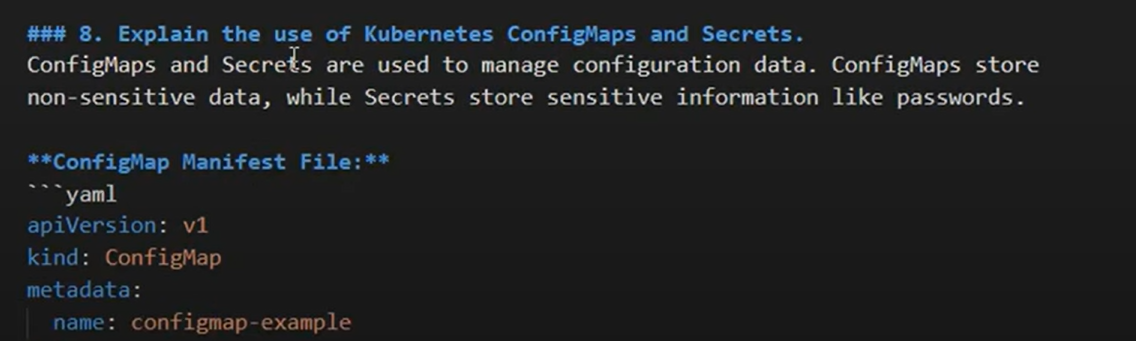 ### 8. Explain the use of Kubernetes ConfigMaps and Secrets.
ConfigMaps and Secrets are used to manage configuration data. ConfigMaps store
non-sensitive data, while Secrets store sensitive information like passwords.
**ConfigMap Manifest File:**
```yaml
apiVersion: v1
kind: ConfigMap
metadata:
  name: configmap-example